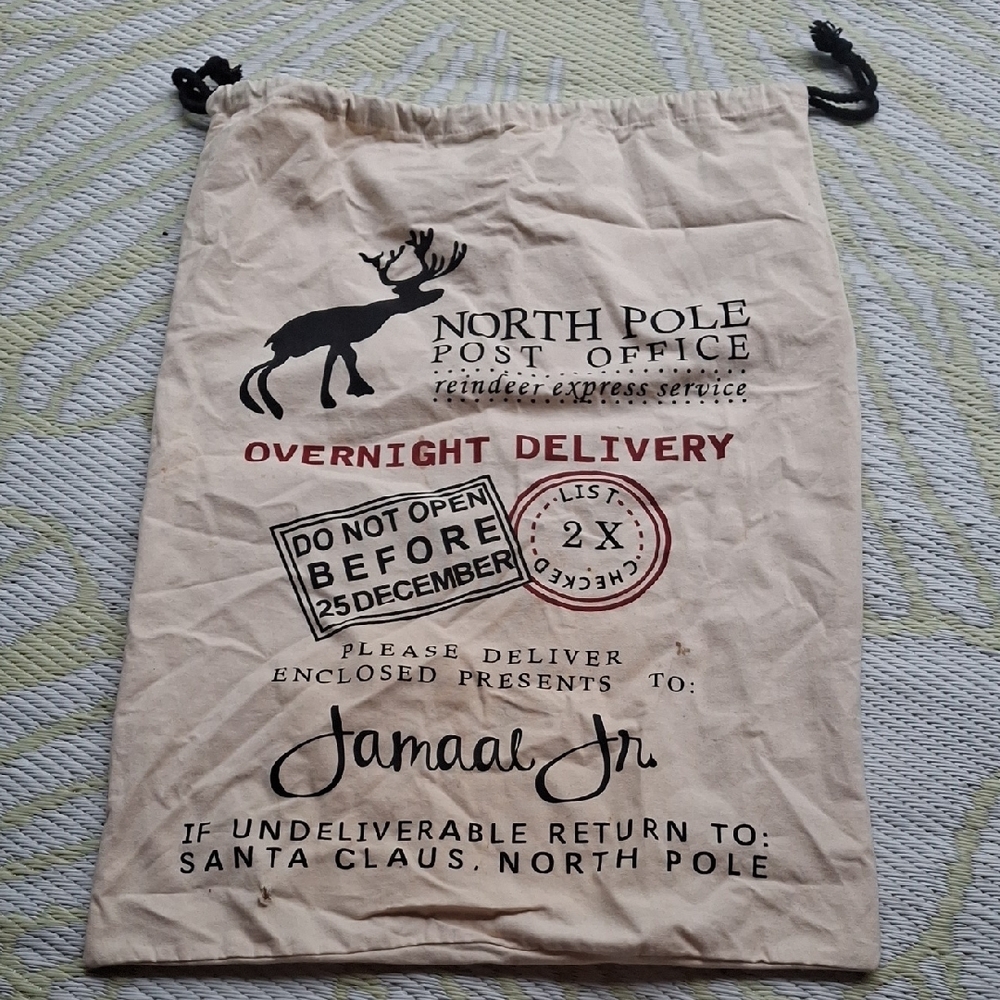 NORTH POLE
POST OFFICE
reindeer express service
OVERNIGHT DELIVERY
DO NOT OPEN
BEFORE
25 DECEMBER
LIST
2 X
CHECKED
PLEASE DELIVER
ENCLOSED PRESENTS TO:
Jamaal Jr.
IF UNDELIVERABLE RETURN TO:
SANTA CLAUS. NORTH POLE